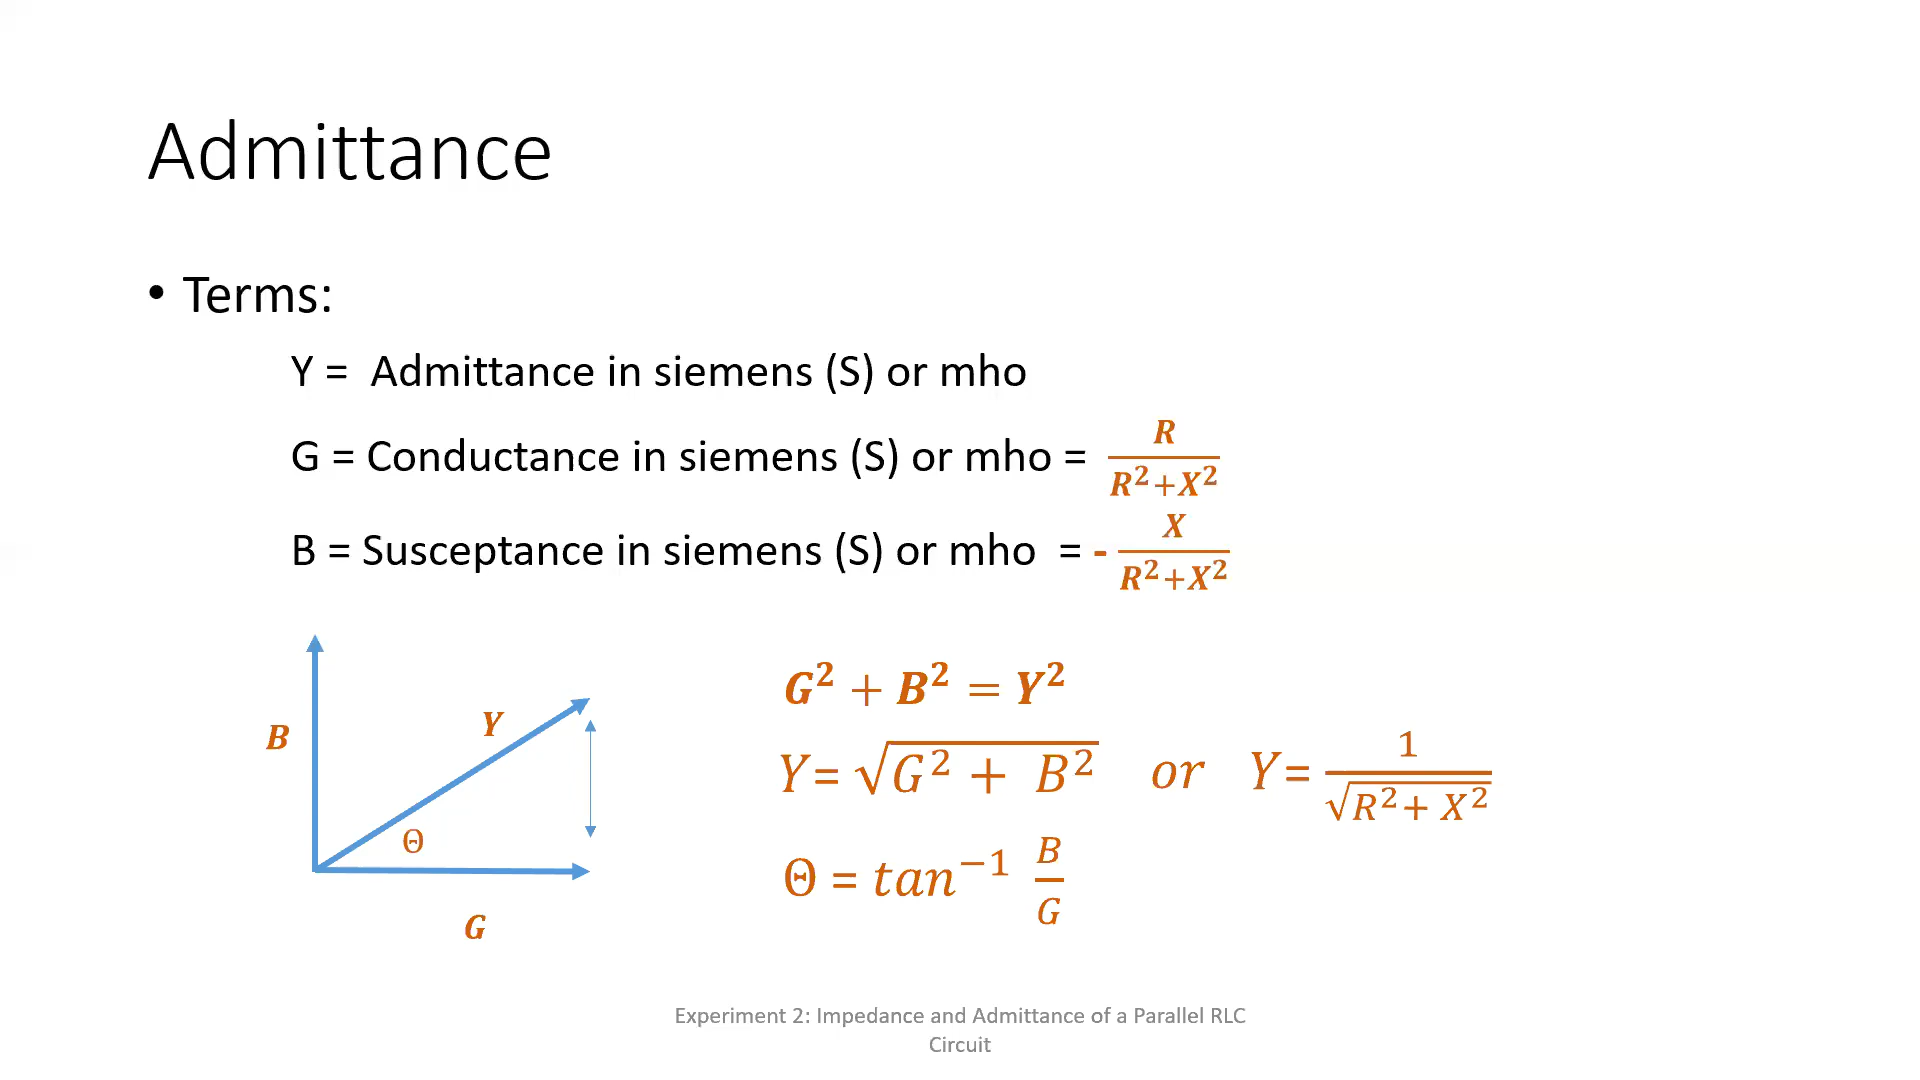 Admittance
• Terms:
Y = Admittance in siemens (S) or mho
G = Conductance in siemens (S) or mho = R / R²+X²
B = Susceptance in siemens (S) or mho = - X / R²+X²
B
Y
Θ
G
G² + B² = Y²
Y= √G² + B² or Y= 1 / √R²+ X²
Θ = tan⁻¹ B / G
Experiment 2: Impedance and Admittance of a Parallel RLC
Circuit